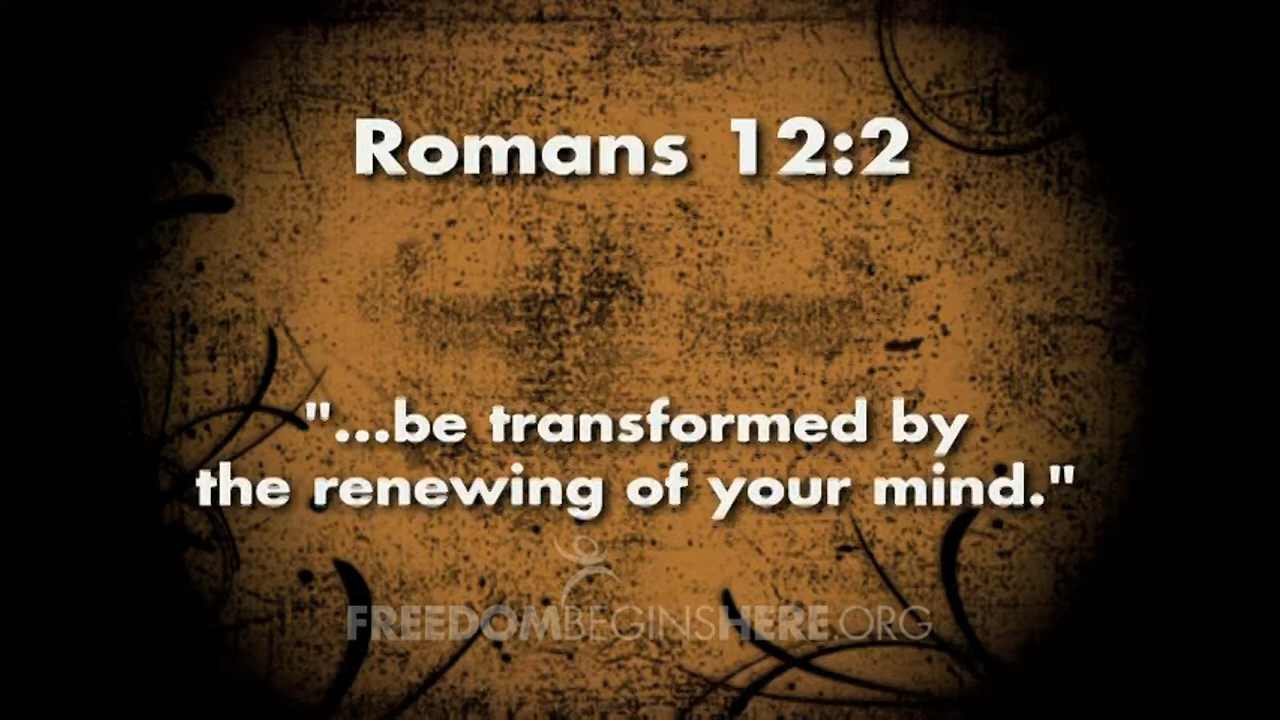 Romans 12:2
"...be transformed by
the renewing of your mind."
FREEDOMBEGINSHERE.ORG